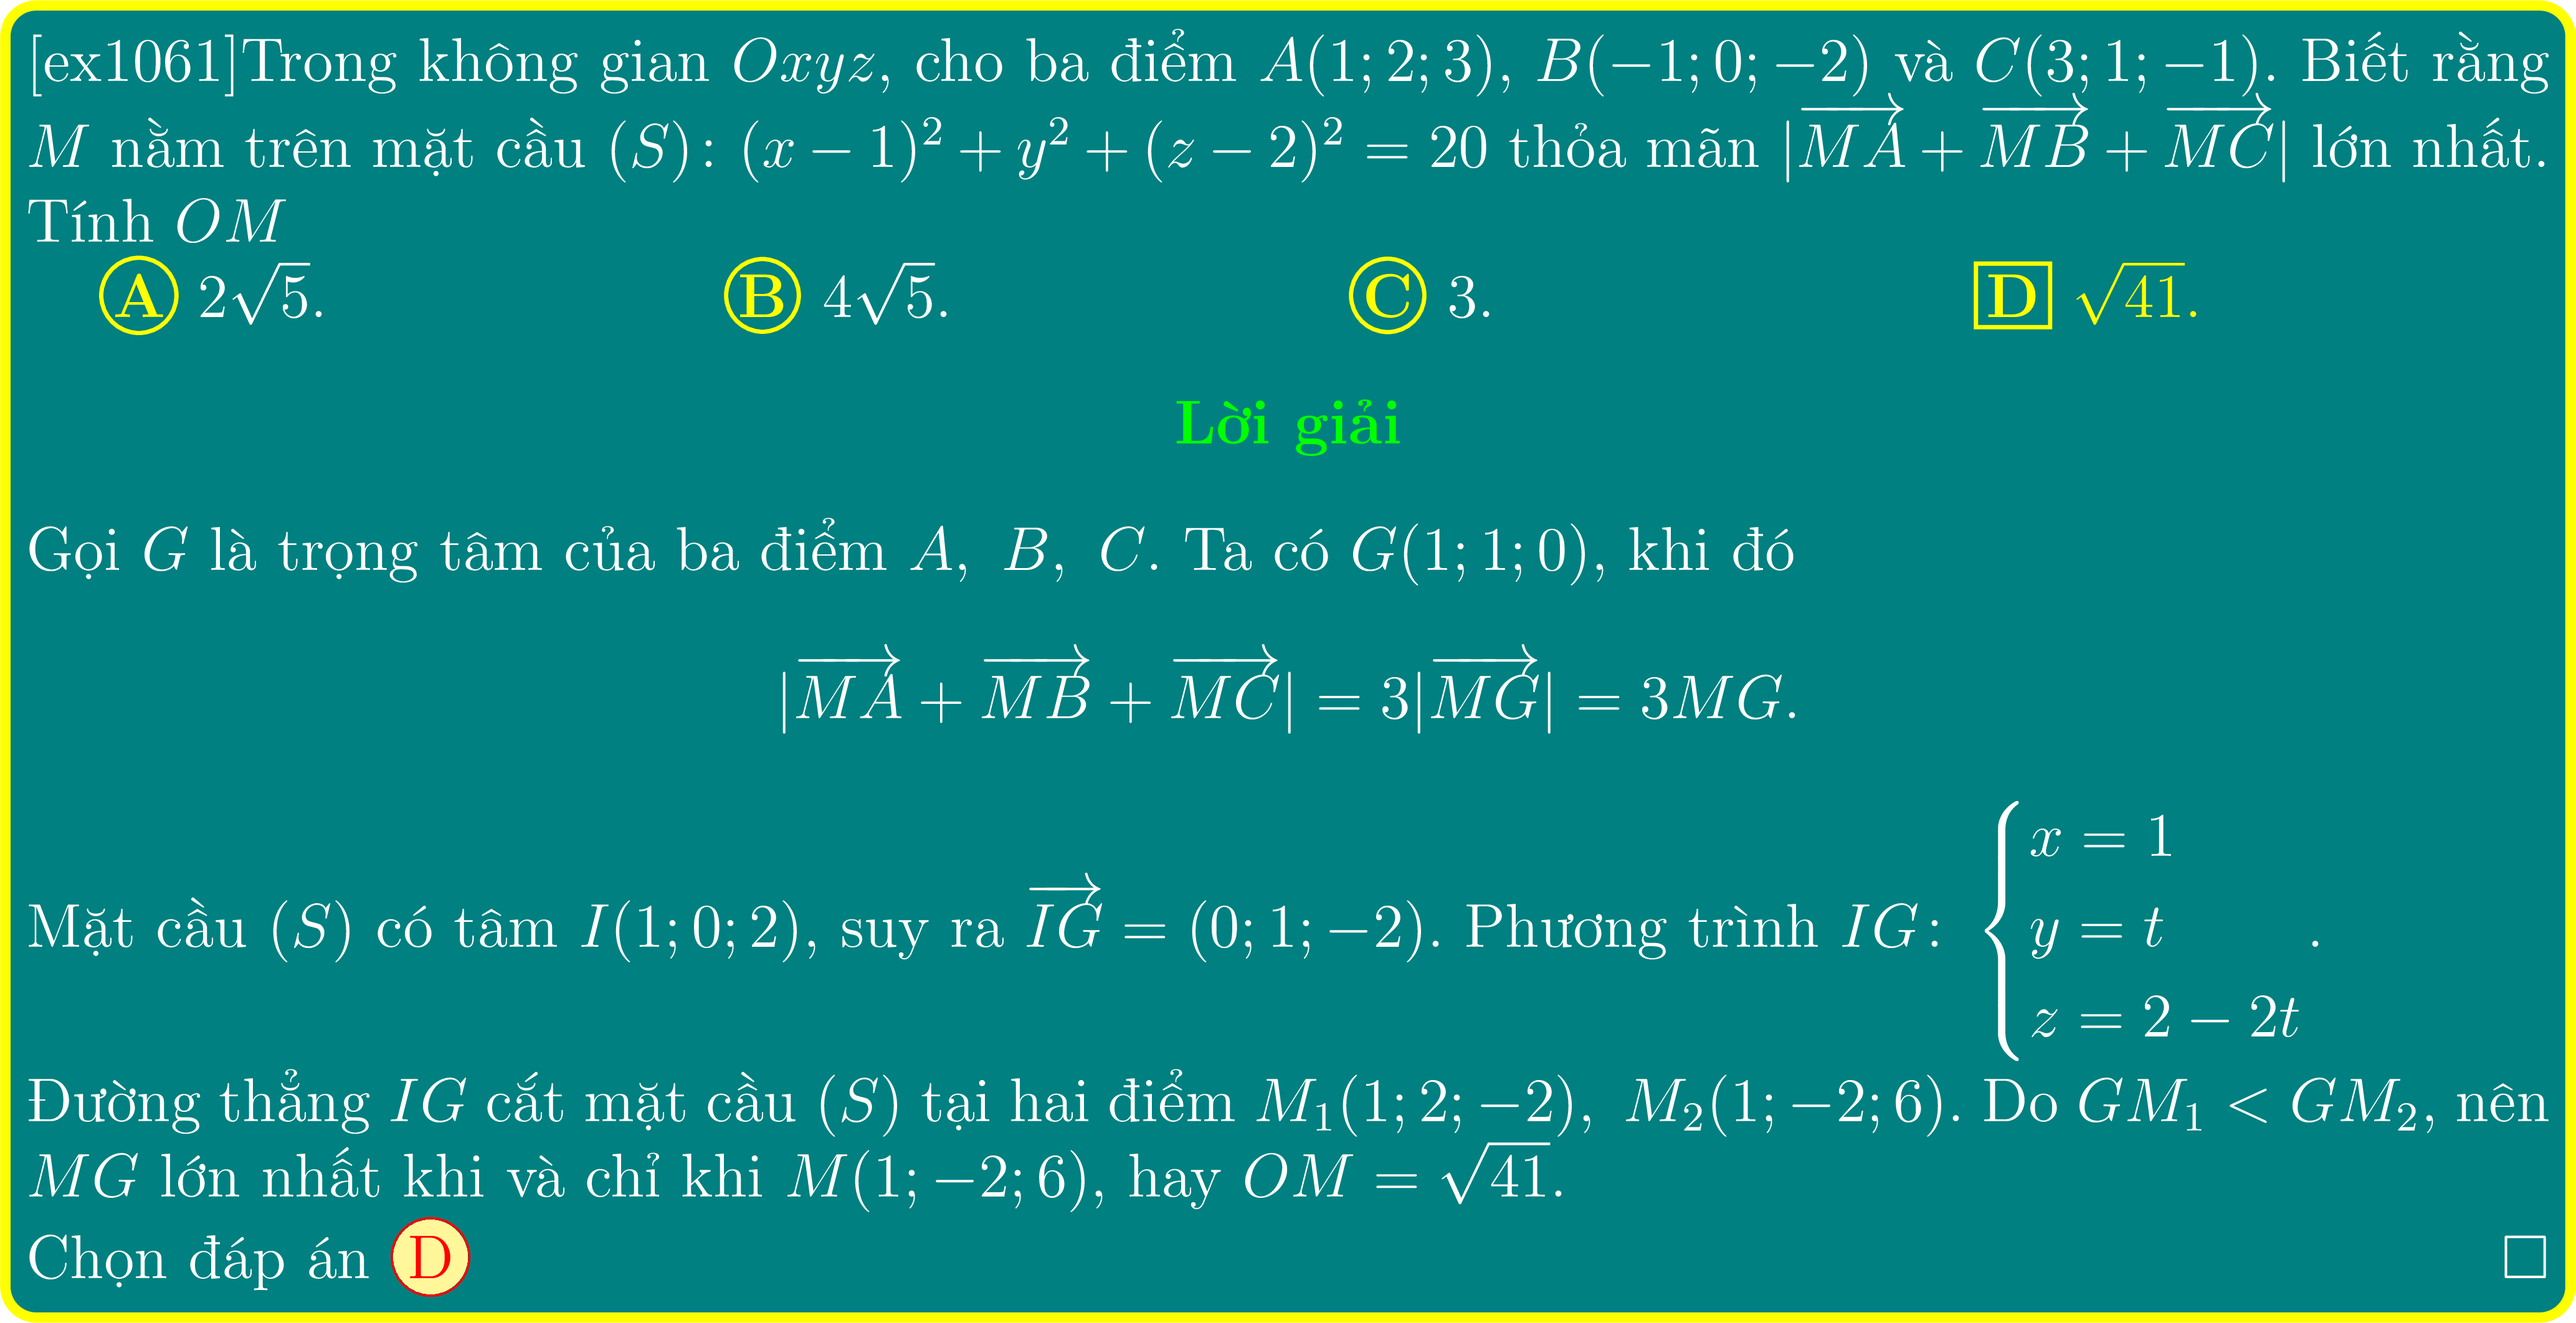 [ex1061]Trong không gian $Oxyz$, cho ba điểm $A(1; 2; 3)$, $B(-1; 0; -2)$ và $C(3; 1; -1)$. Biết rằng
$M$ nằm trên mặt cầu $(S)$: $(x-1)^2 + y^2 + (z-2)^2 = 20$ thỏa mãn $|\overrightarrow{MA} + \overrightarrow{MB} + \overrightarrow{MC}|$ lớn nhất.
Tính $OM$
A $2\sqrt{5}$. B $4\sqrt{5}$. C $3$. D $\sqrt{41}$.
Lời giải
Gọi $G$ là trọng tâm của ba điểm $A$, $B$, $C$. Ta có $G(1; 1; 0)$, khi đó
$|\overrightarrow{MA} + \overrightarrow{MB} + \overrightarrow{MC}| = 3|\overrightarrow{MG}| = 3MG.$
Mặt cầu $(S)$ có tâm $I(1; 0; 2)$, suy ra $\overrightarrow{IG} = (0; 1; -2)$. Phương trình $IG$: $\begin{cases} x = 1 \\ y = t \\ z = 2 - 2t \end{cases}$.
Đường thẳng $IG$ cắt mặt cầu $(S)$ tại hai điểm $M_1(1; 2; -2)$, $M_2(1; -2; 6)$. Do $GM_1 < GM_2$, nên
$MG$ lớn nhất khi và chỉ khi $M(1; -2; 6)$, hay $OM = \sqrt{41}$.
Chọn đáp án D □